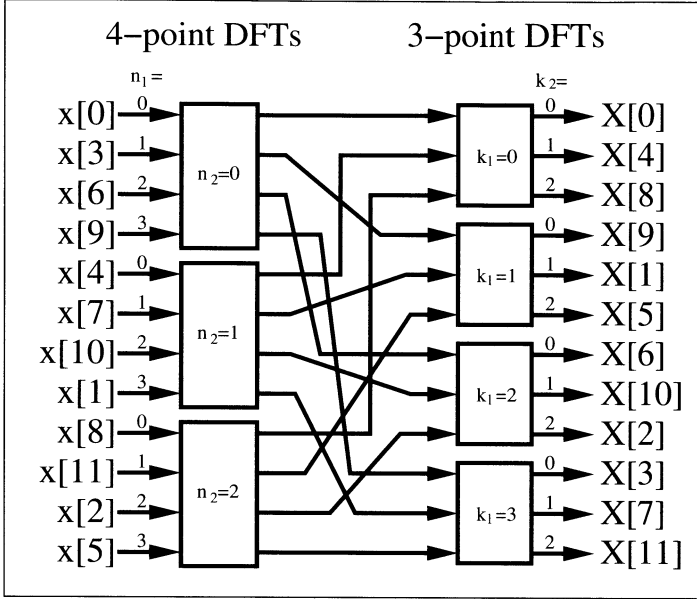 4-point DFTs 3-point DFTs
n1= k2=
x[0] 0 0 X[0]
x[3] 1 n2=0 k1=0 1 X[4]
x[6] 2 2 X[8]
x[9] 3 0 X[9]
x[4] 0 k1=1 1 X[1]
x[7] 1 n2=1 2 X[5]
x[10] 2 0 X[6]
x[1] 3 k1=2 1 X[10]
x[8] 0 2 X[2]
x[11] 1 n2=2 0 X[3]
x[2] 2 k1=3 1 X[7]
x[5] 3 2 X[11]